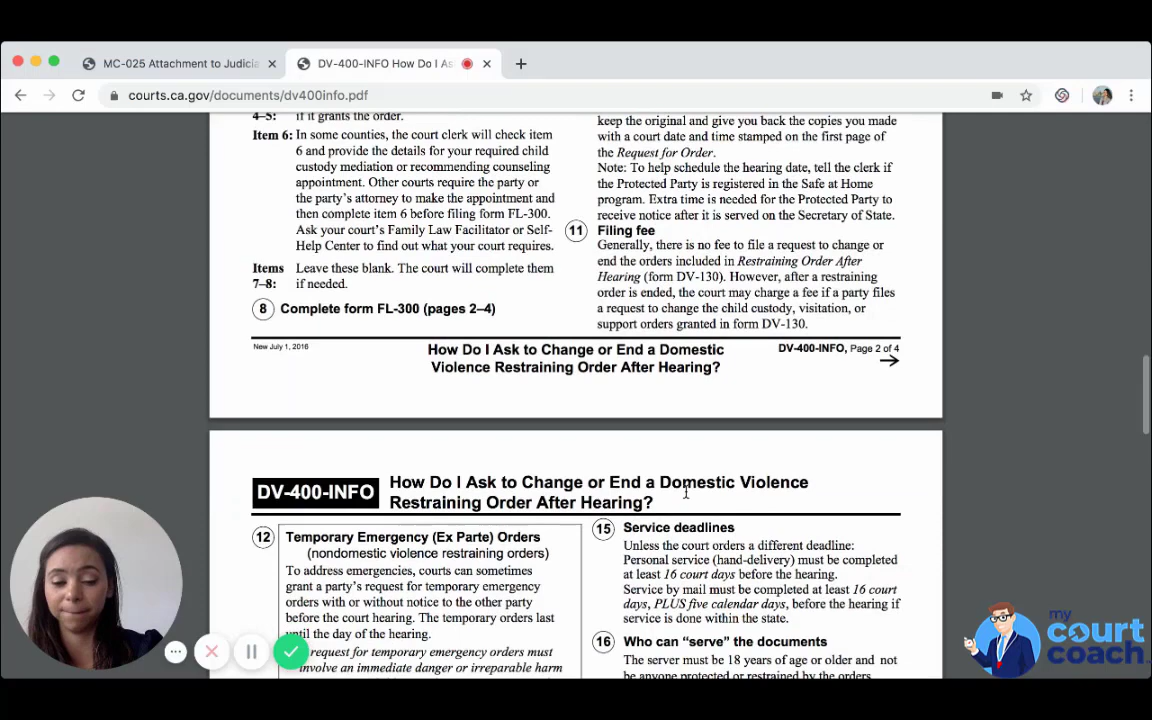 MC-025 Attachment to Judicia
DV-400-INFO How Do I As
courts.ca.gov/documents/dv400info.pdf
4–5: if it grants the order.
Item 6: In some counties, the court clerk will check item
6 and provide the details for your required child
custody mediation or recommending counseling
appointment. Other courts require the party or
the party's attorney to make the appointment and
then complete item 6 before filing form FL-300.
Ask your court's Family Law Facilitator or Self-
Help Center to find out what your court requires.
Items Leave these blank. The court will complete them
7–8: if needed.
8 Complete form FL-300 (pages 2–4)
keep the original and give you back the copies you made
with a court date and time stamped on the first page of
the Request for Order.
Note: To help schedule the hearing date, tell the clerk if
the Protected Party is registered in the Safe at Home
program. Extra time is needed for the Protected Party to
receive notice after it is served on the Secretary of State.
11 Filing fee
Generally, there is no fee to file a request to change or
end the orders included in Restraining Order After
Hearing (form DV-130). However, after a restraining
order is ended, the court may charge a fee if a party files
a request to change the child custody, visitation, or
support orders granted in form DV-130.
New July 1, 2016
How Do I Ask to Change or End a Domestic
Violence Restraining Order After Hearing?
DV-400-INFO, Page 2 of 4
DV-400-INFO
How Do I Ask to Change or End a Domestic Violence
Restraining Order After Hearing?
12 Temporary Emergency (Ex Parte) Orders
(nondomestic violence restraining orders)
To address emergencies, courts can sometimes
grant a party's request for temporary emergency
orders with or without notice to the other party
before the court hearing. The temporary orders last
until the day of the hearing.
request for temporary emergency orders must
involve an immediate danger or irreparable harm
15 Service deadlines
Unless the court orders a different deadline:
Personal service (hand-delivery) must be completed
at least 16 court days before the hearing.
Service by mail must be completed at least 16 court
days, PLUS five calendar days, before the hearing if
service is done within the state.
16 Who can "serve" the documents
The server must be 18 years of age or older and not
be anyone protected or restrained by the orders
my
court
coach